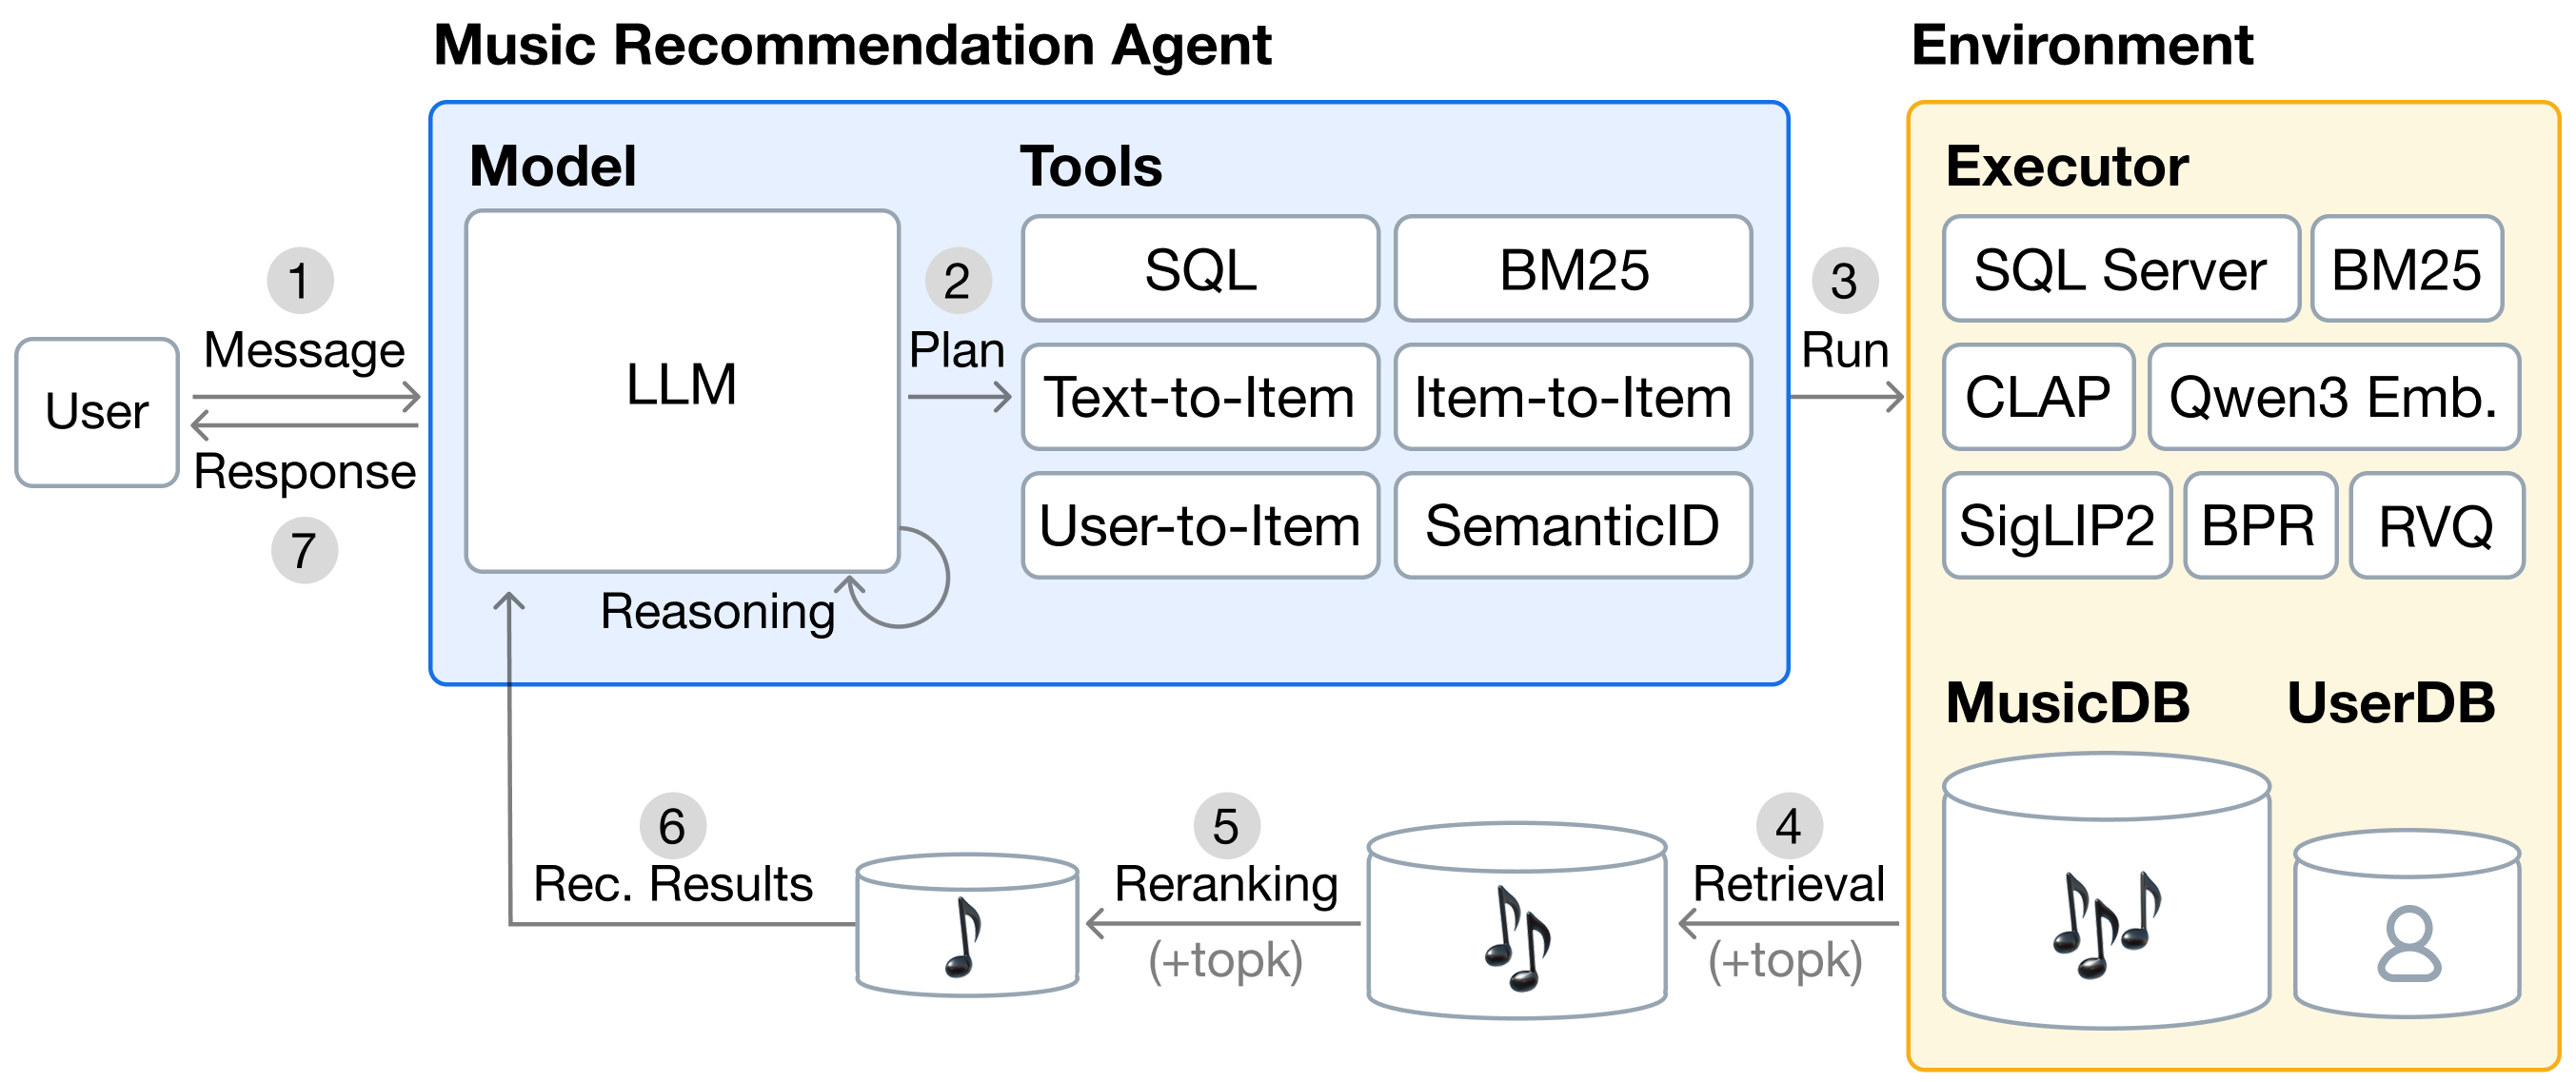 Music Recommendation Agent
Environment
Model
Tools
Executor
User
1
Message
Response
7
LLM
Reasoning
2
Plan
SQL
BM25
Text-to-Item
Item-to-Item
User-to-Item
SemanticID
3
Run
SQL Server
BM25
CLAP
Qwen3 Emb.
SigLIP2
BPR
RVQ
MusicDB
UserDB
4
Retrieval
(+topk)
5
Reranking
(+topk)
6
Rec. Results